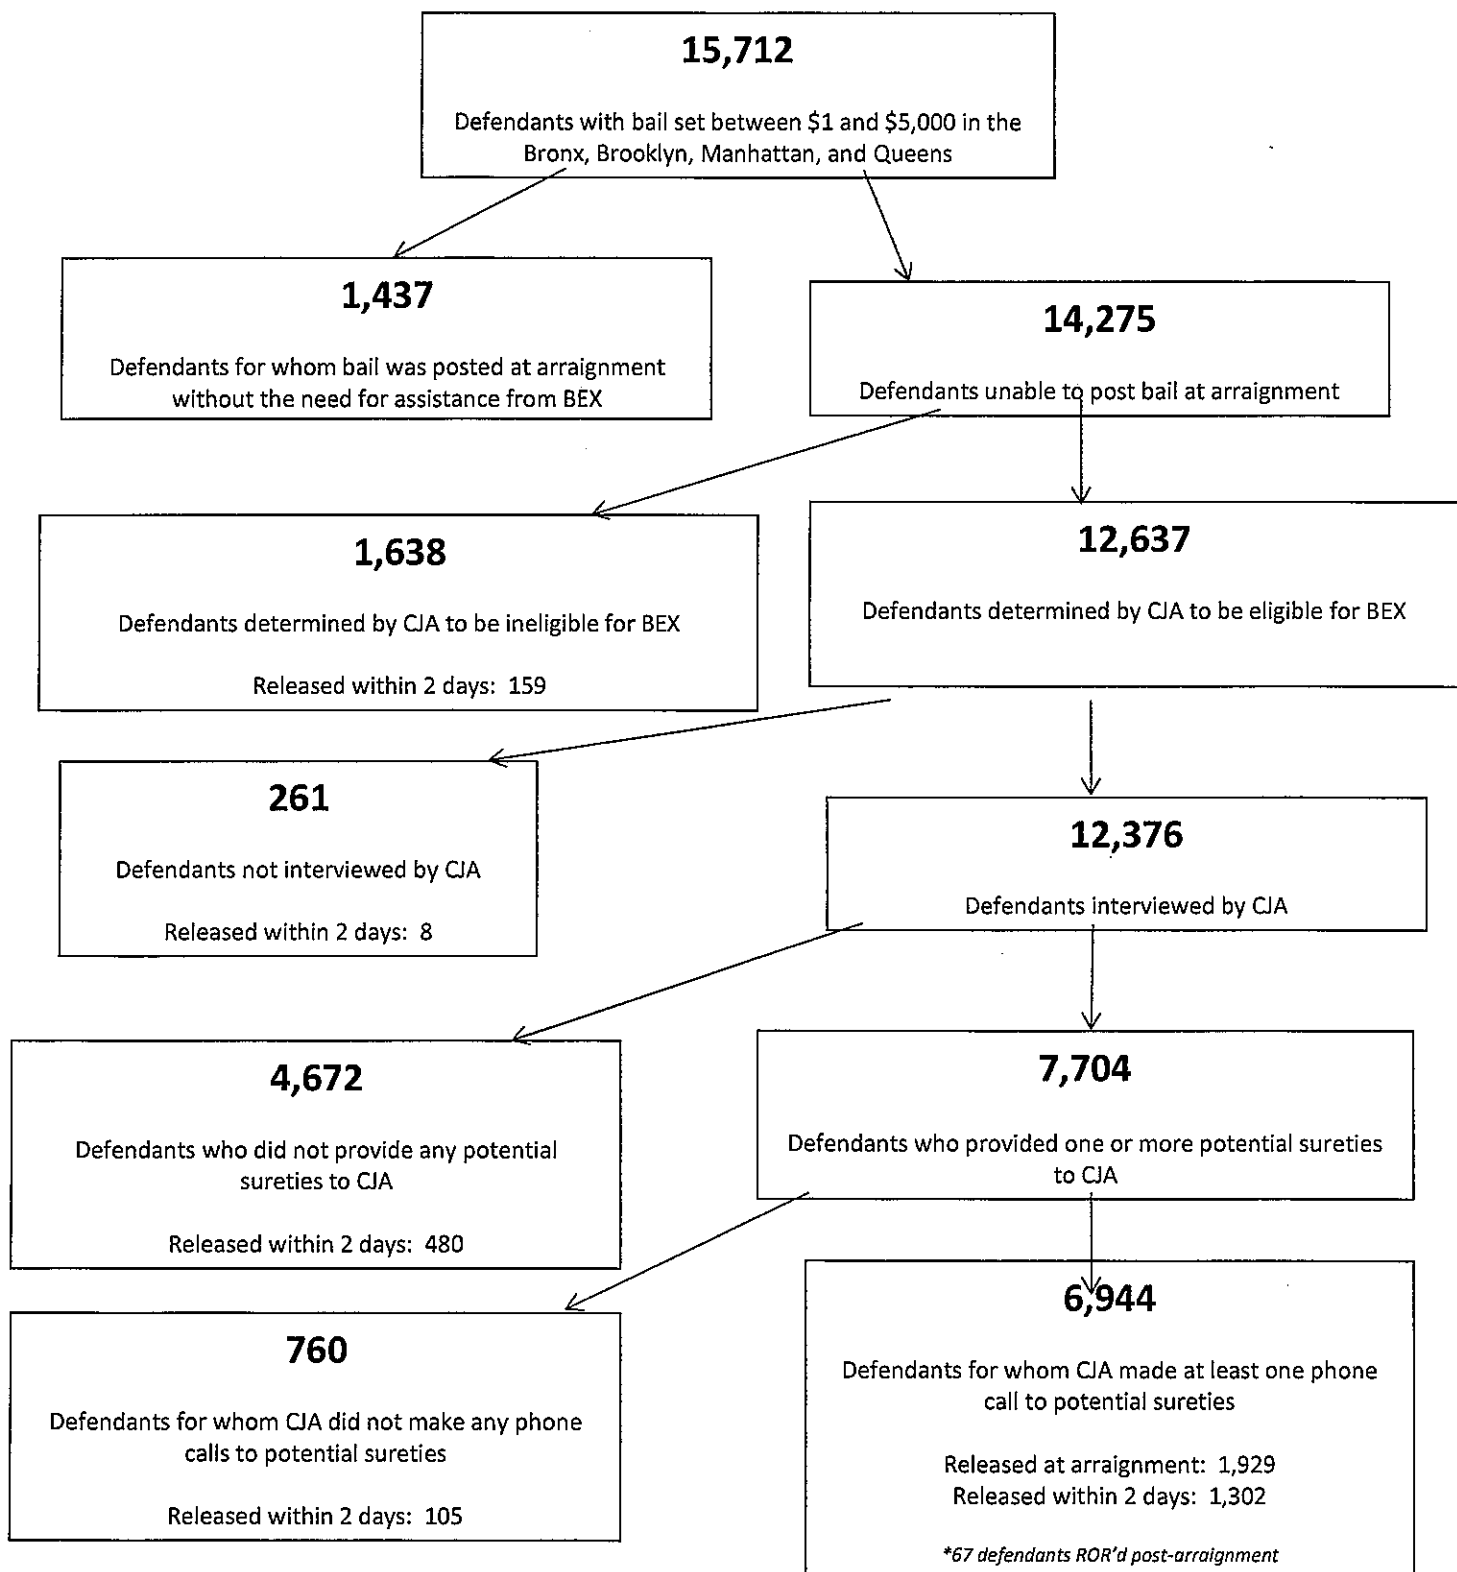 15,712
Defendants with bail set between $1 and $5,000 in the
Bronx, Brooklyn, Manhattan, and Queens
1,437
Defendants for whom bail was posted at arraignment
without the need for assistance from BEX
14,275
Defendants unable to post bail at arraignment
1,638
Defendants determined by CJA to be ineligible for BEX
Released within 2 days: 159
12,637
Defendants determined by CJA to be eligible for BEX
261
Defendants not interviewed by CJA
Released within 2 days: 8
12,376
Defendants interviewed by CJA
4,672
Defendants who did not provide any potential
sureties to CJA
Released within 2 days: 480
7,704
Defendants who provided one or more potential sureties
to CJA
760
Defendants for whom CJA did not make any phone
calls to potential sureties
Released within 2 days: 105
6,944
Defendants for whom CJA made at least one phone
call to potential sureties
Released at arraignment: 1,929
Released within 2 days: 1,302
*67 defendants ROR'd post-arraignment